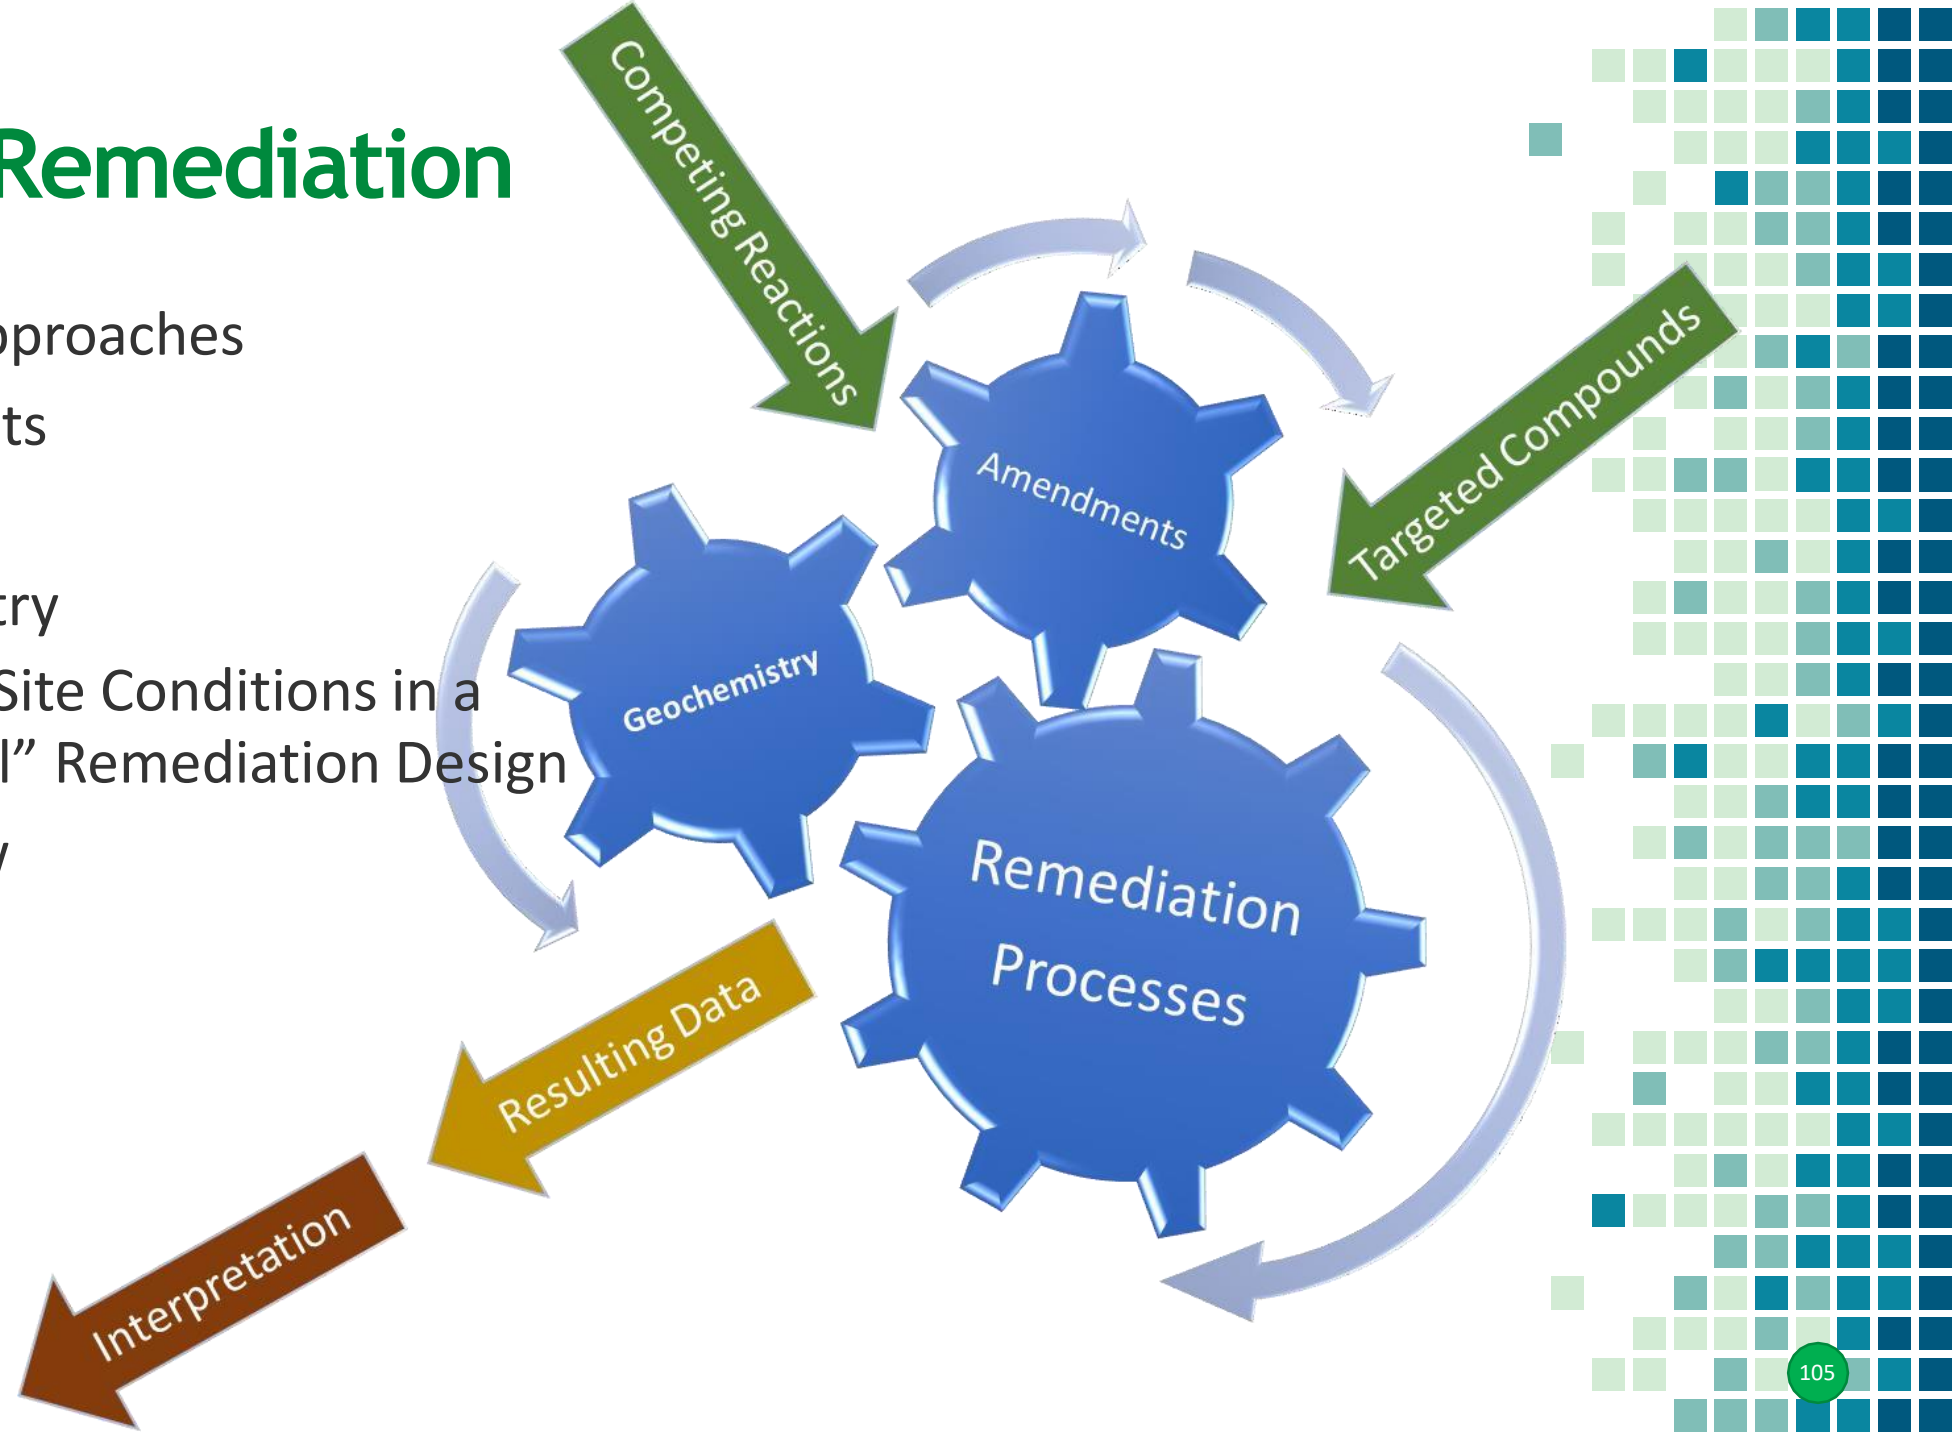 Remediation
pproaches
ts
try
Site Conditions in a
l” Remediation Design
y
Competing Reactions
Targeted Compounds
Amendments
Geochemistry
Remediation
Processes
Resulting Data
Interpretation
105